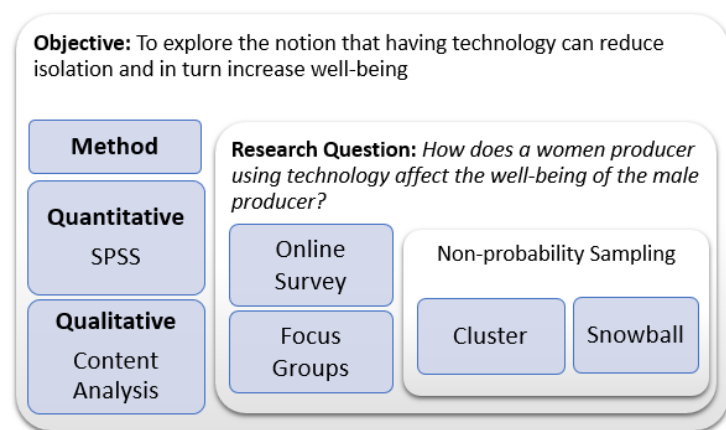 Objective: To explore the notion that having technology can reduce
isolation and in turn increase well-being
Method
Quantitative
SPSS
Qualitative
Content
Analysis
Research Question: How does a women producer
using technology affect the well-being of the male
producer?
Online
Survey
Focus
Groups
Non-probability Sampling
Cluster
Snowball